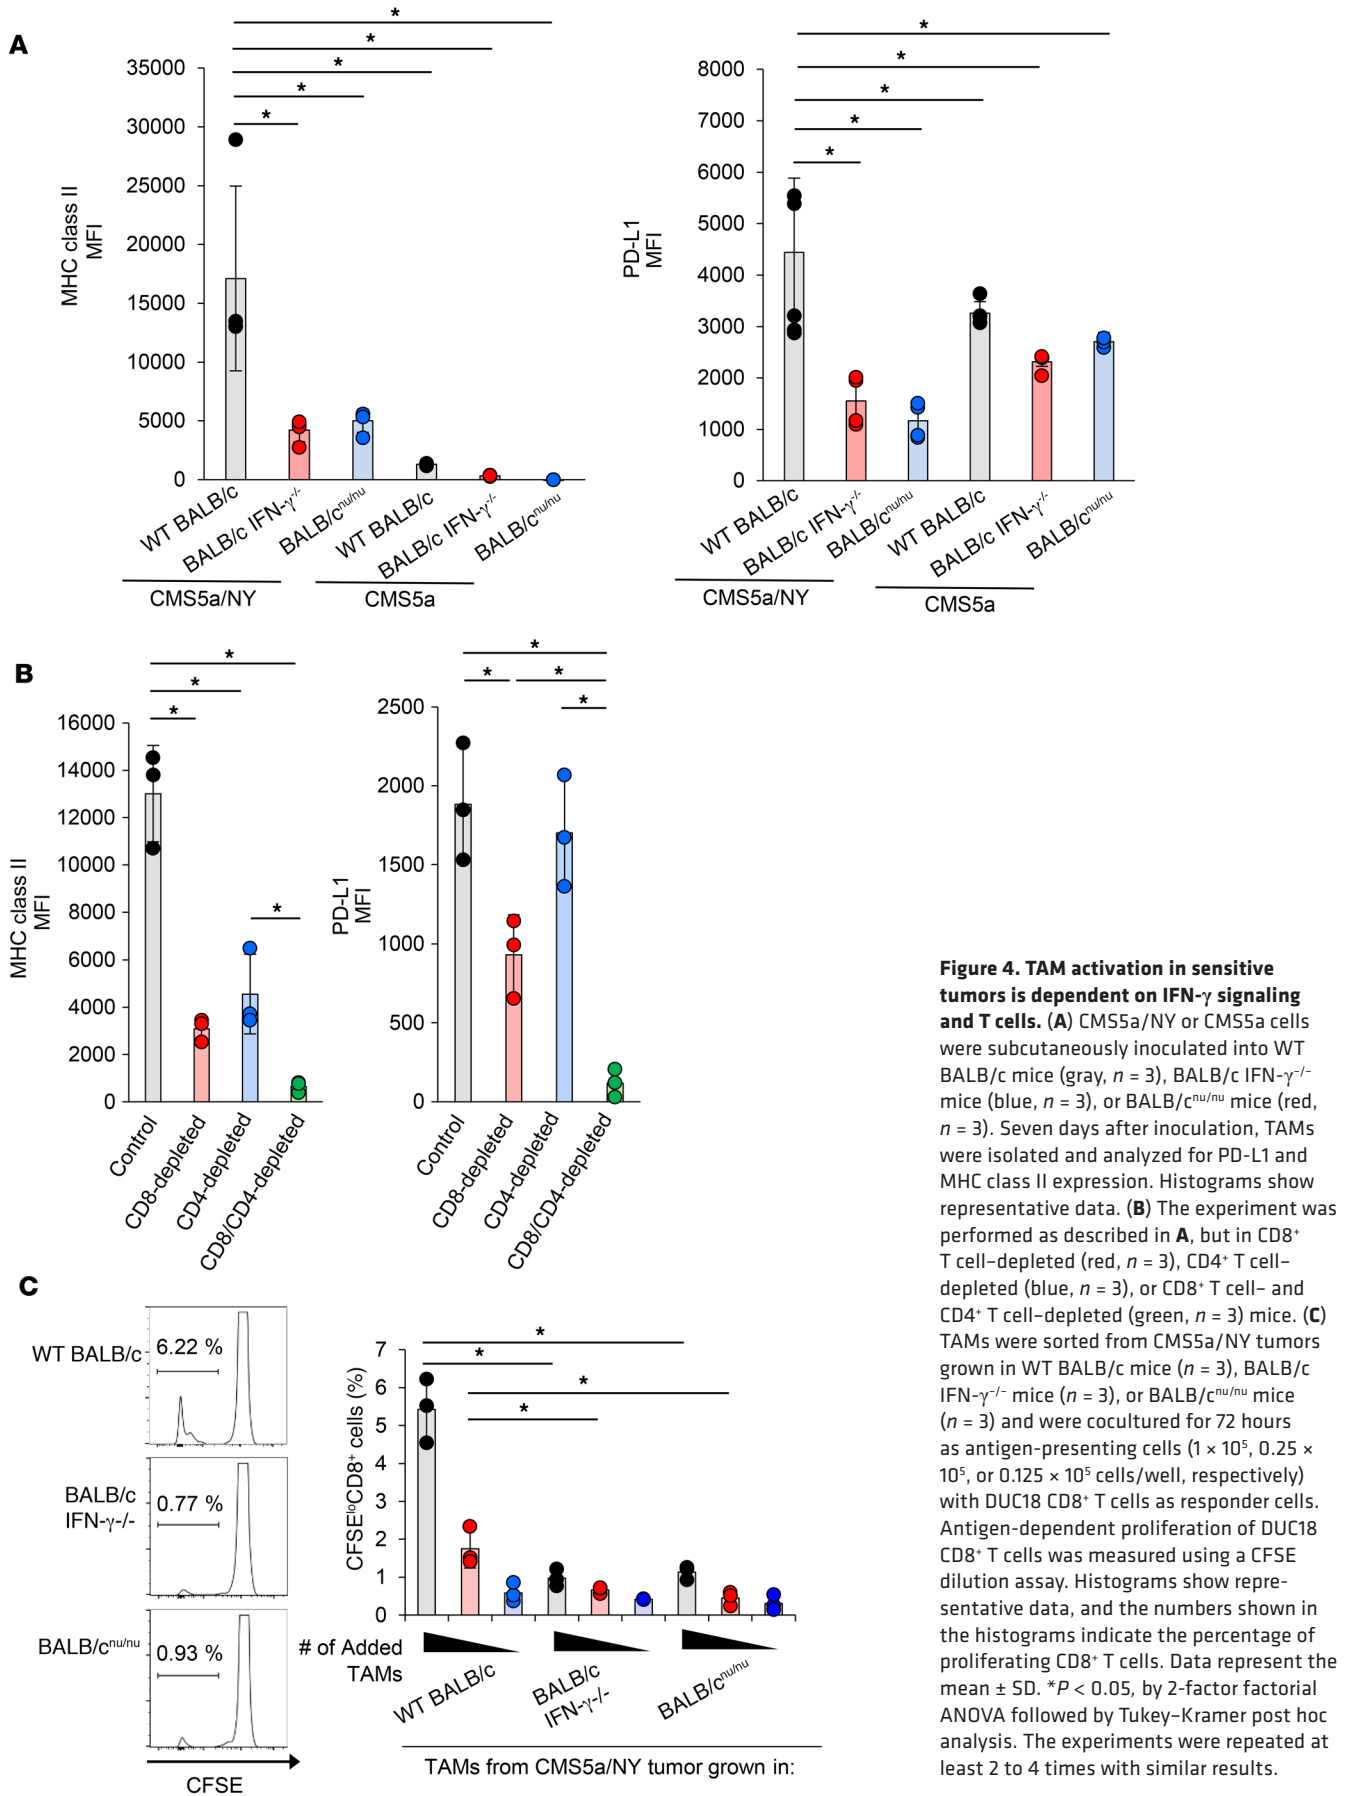 A
*
*
*
*
*
35000
30000
25000
20000
15000
10000
5000
0
MHC class II
MFI
WT BALB/c
BALB/c IFN-γ-/-
BALB/cnu/nu
WT BALB/c
BALB/c IFN-γ-/-
BALB/cnu/nu
CMS5a/NY
CMS5a
*
*
*
*
*
8000
7000
6000
5000
4000
3000
2000
1000
0
PD-L1
MFI
WT BALB/c
BALB/c IFN-γ-/-
BALB/cnu/nu
WT BALB/c
BALB/c IFN-γ-/-
BALB/cnu/nu
CMS5a/NY
CMS5a
B
*
*
*
*
16000
14000
12000
10000
8000
6000
4000
2000
0
MHC class II
MFI
Control
CD8-depleted
CD4-depleted
CD8/CD4-depleted
*
*
*
*
2500
2000
1500
1000
500
0
PD-L1
MFI
Control
CD8-depleted
CD4-depleted
CD8/CD4-depleted
C
WT BALB/c
6.22 %
BALB/c
IFN-γ-/-
0.77 %
BALB/cnu/nu
0.93 %
CFSE
*
*
*
*
7
6
5
4
3
2
1
0
CFSEloCD8+ cells (%)
# of Added
TAMs
WT BALB/c
BALB/c
IFN-γ-/-
BALB/cnu/nu
TAMs from CMS5a/NY tumor grown in:
Figure 4. TAM activation in sensitive
tumors is dependent on IFN-γ signaling
and T cells. (A) CMS5a/NY or CMS5a cells
were subcutaneously inoculated into WT
BALB/c mice (gray, n = 3), BALB/c IFN-γ–/–
mice (blue, n = 3), or BALB/cnu/nu mice (red,
n = 3). Seven days after inoculation, TAMs
were isolated and analyzed for PD-L1 and
MHC class II expression. Histograms show
representative data. (B) The experiment was
performed as described in A, but in CD8+
T cell–depleted (red, n = 3), CD4+ T cell–
depleted (blue, n = 3), or CD8+ T cell– and
CD4+ T cell–depleted (green, n = 3) mice. (C)
TAMs were sorted from CMS5a/NY tumors
grown in WT BALB/c mice (n = 3), BALB/c
IFN-γ–/– mice (n = 3), or BALB/cnu/nu mice
(n = 3) and were cocultured for 72 hours
as antigen-presenting cells (1 × 10⁵, 0.25 ×
10⁵, or 0.125 × 10⁵ cells/well, respectively)
with DUC18 CD8+ T cells as responder cells.
Antigen-dependent proliferation of DUC18
CD8+ T cells was measured using a CFSE
dilution assay. Histograms show repre-
sentative data, and the numbers shown in
the histograms indicate the percentage of
proliferating CD8+ T cells. Data represent the
mean ± SD. *P < 0.05, by 2-factor factorial
ANOVA followed by Tukey–Kramer post hoc
analysis. The experiments were repeated at
least 2 to 4 times with similar results.